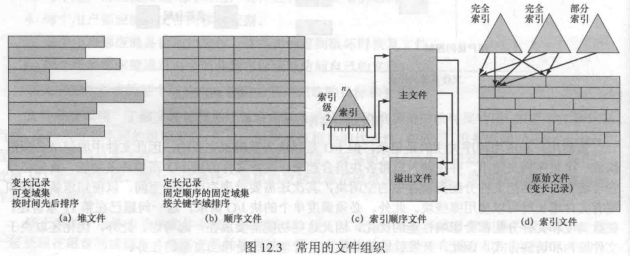 变长记录
可变域集
按时间先后排序
(a) 堆文件
定长记录
固定顺序的固定域集
按关键字域排序
(b) 顺序文件
n
索引
级
2
1
索引
主文件
溢出文件
(c) 索引顺序文件
完全
索引
完全
索引
部分
索引
原始文件
(变长记录)
(d) 索引文件
图 12.3 常用的文件组织